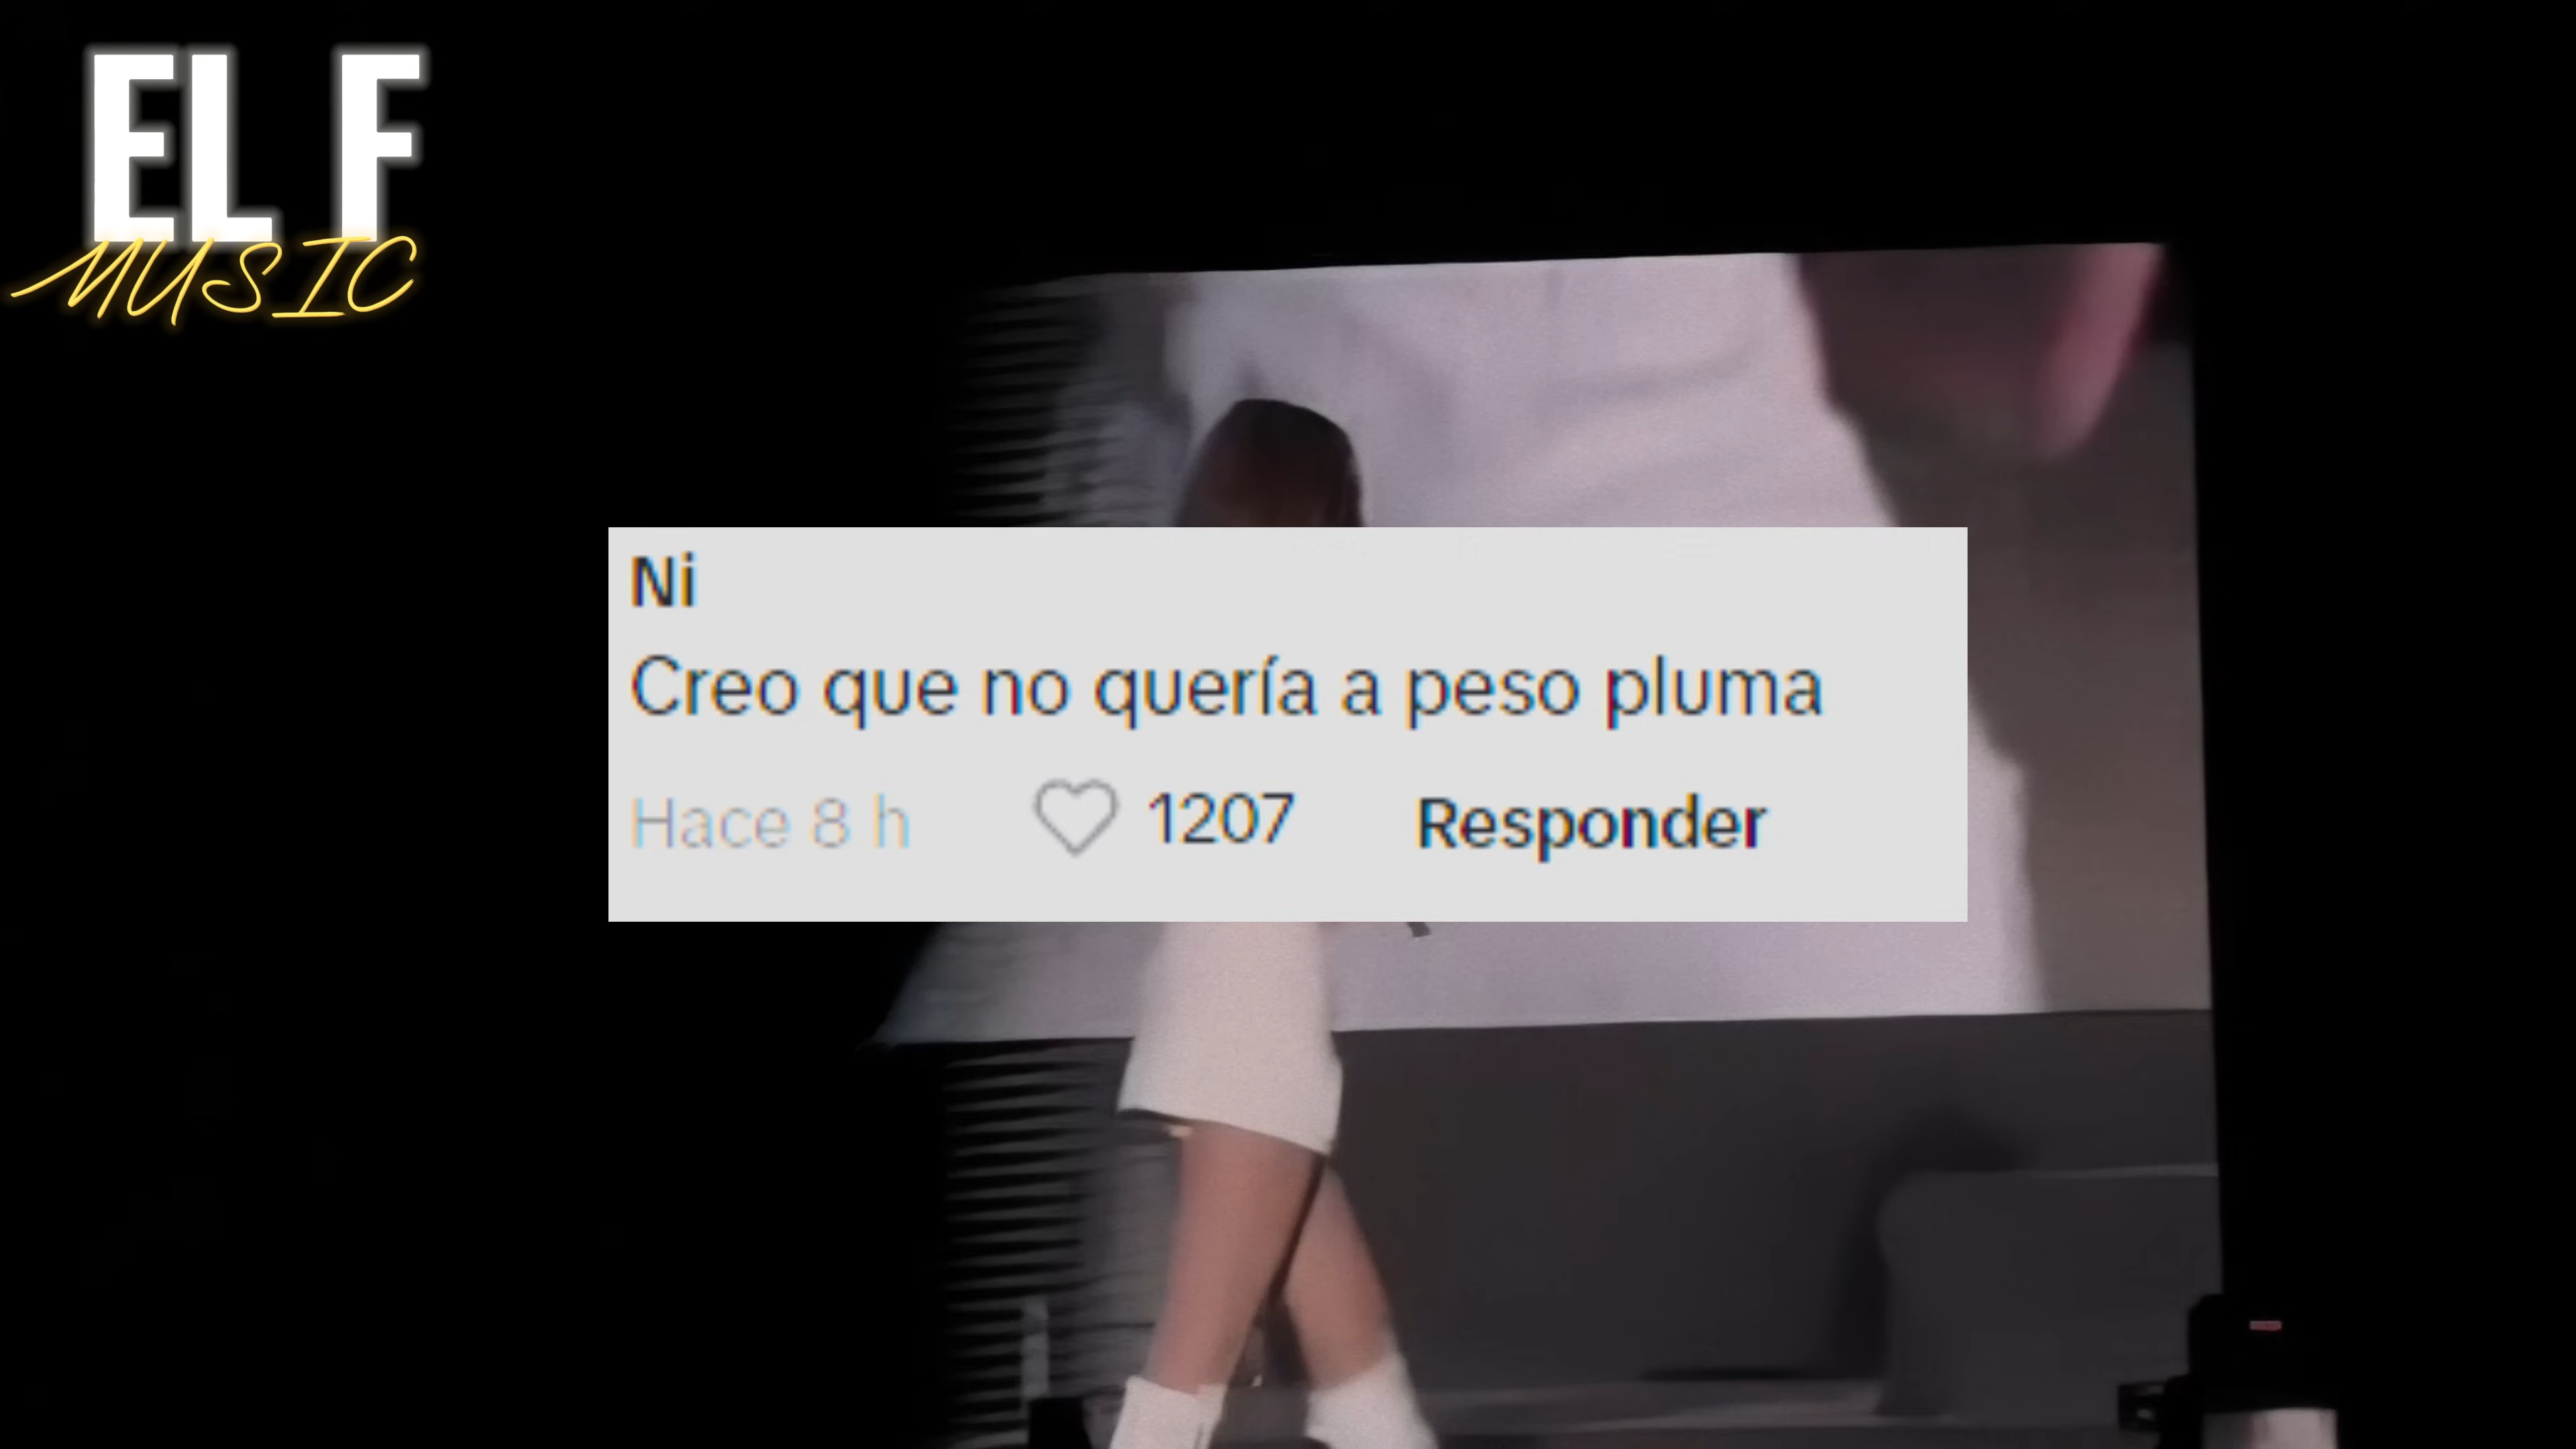 EL F
MUSIC
Ni
Creo que no quería a peso pluma
Hace 8 h 1207 Responder